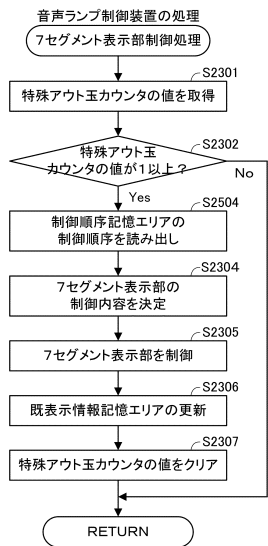 音声ランプ制御装置の処理
7セグメント表示部制御処理
S2301
特殊アウト玉カウンタの値を取得
S2302
特殊アウト玉
カウンタの値が1以上?
No
Yes
S2504
制御順序記憶エリアの
制御順序を読み出し
S2304
7セグメント表示部の
制御内容を決定
S2305
7セグメント表示部を制御
S2306
既表示情報記憶エリアの更新
S2307
特殊アウト玉カウンタの値をクリア
RETURN